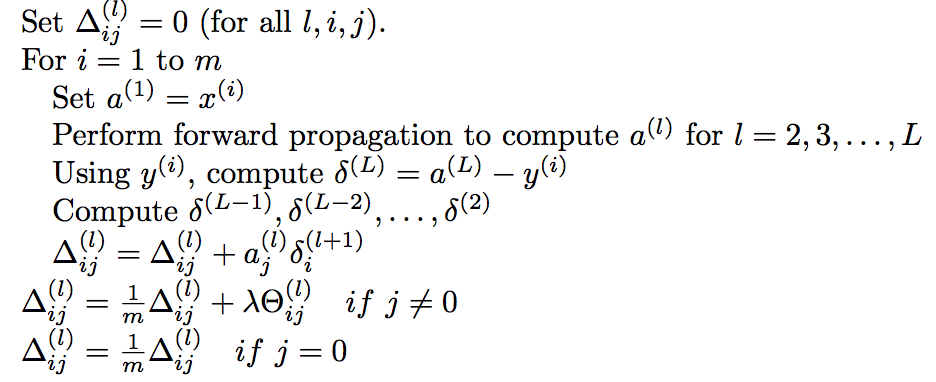 Set Δ_{ij}^{(l)} = 0 (for all l, i, j).
For i = 1 to m
Set a^{(1)} = x^{(i)}
Perform forward propagation to compute a^{(l)} for l = 2, 3, . . . , L
Using y^{(i)}, compute δ^{(L)} = a^{(L)} − y^{(i)}
Compute δ^{(L−1)}, δ^{(L−2)}, . . . , δ^{(2)}
Δ_{ij}^{(l)} = Δ_{ij}^{(l)} + a_j^{(l)} δ_i^{(l+1)}
Δ_{ij}^{(l)} = \frac{1}{m} Δ_{ij}^{(l)} + λΘ_{ij}^{(l)} if j ≠ 0
Δ_{ij}^{(l)} = \frac{1}{m} Δ_{ij}^{(l)} if j = 0